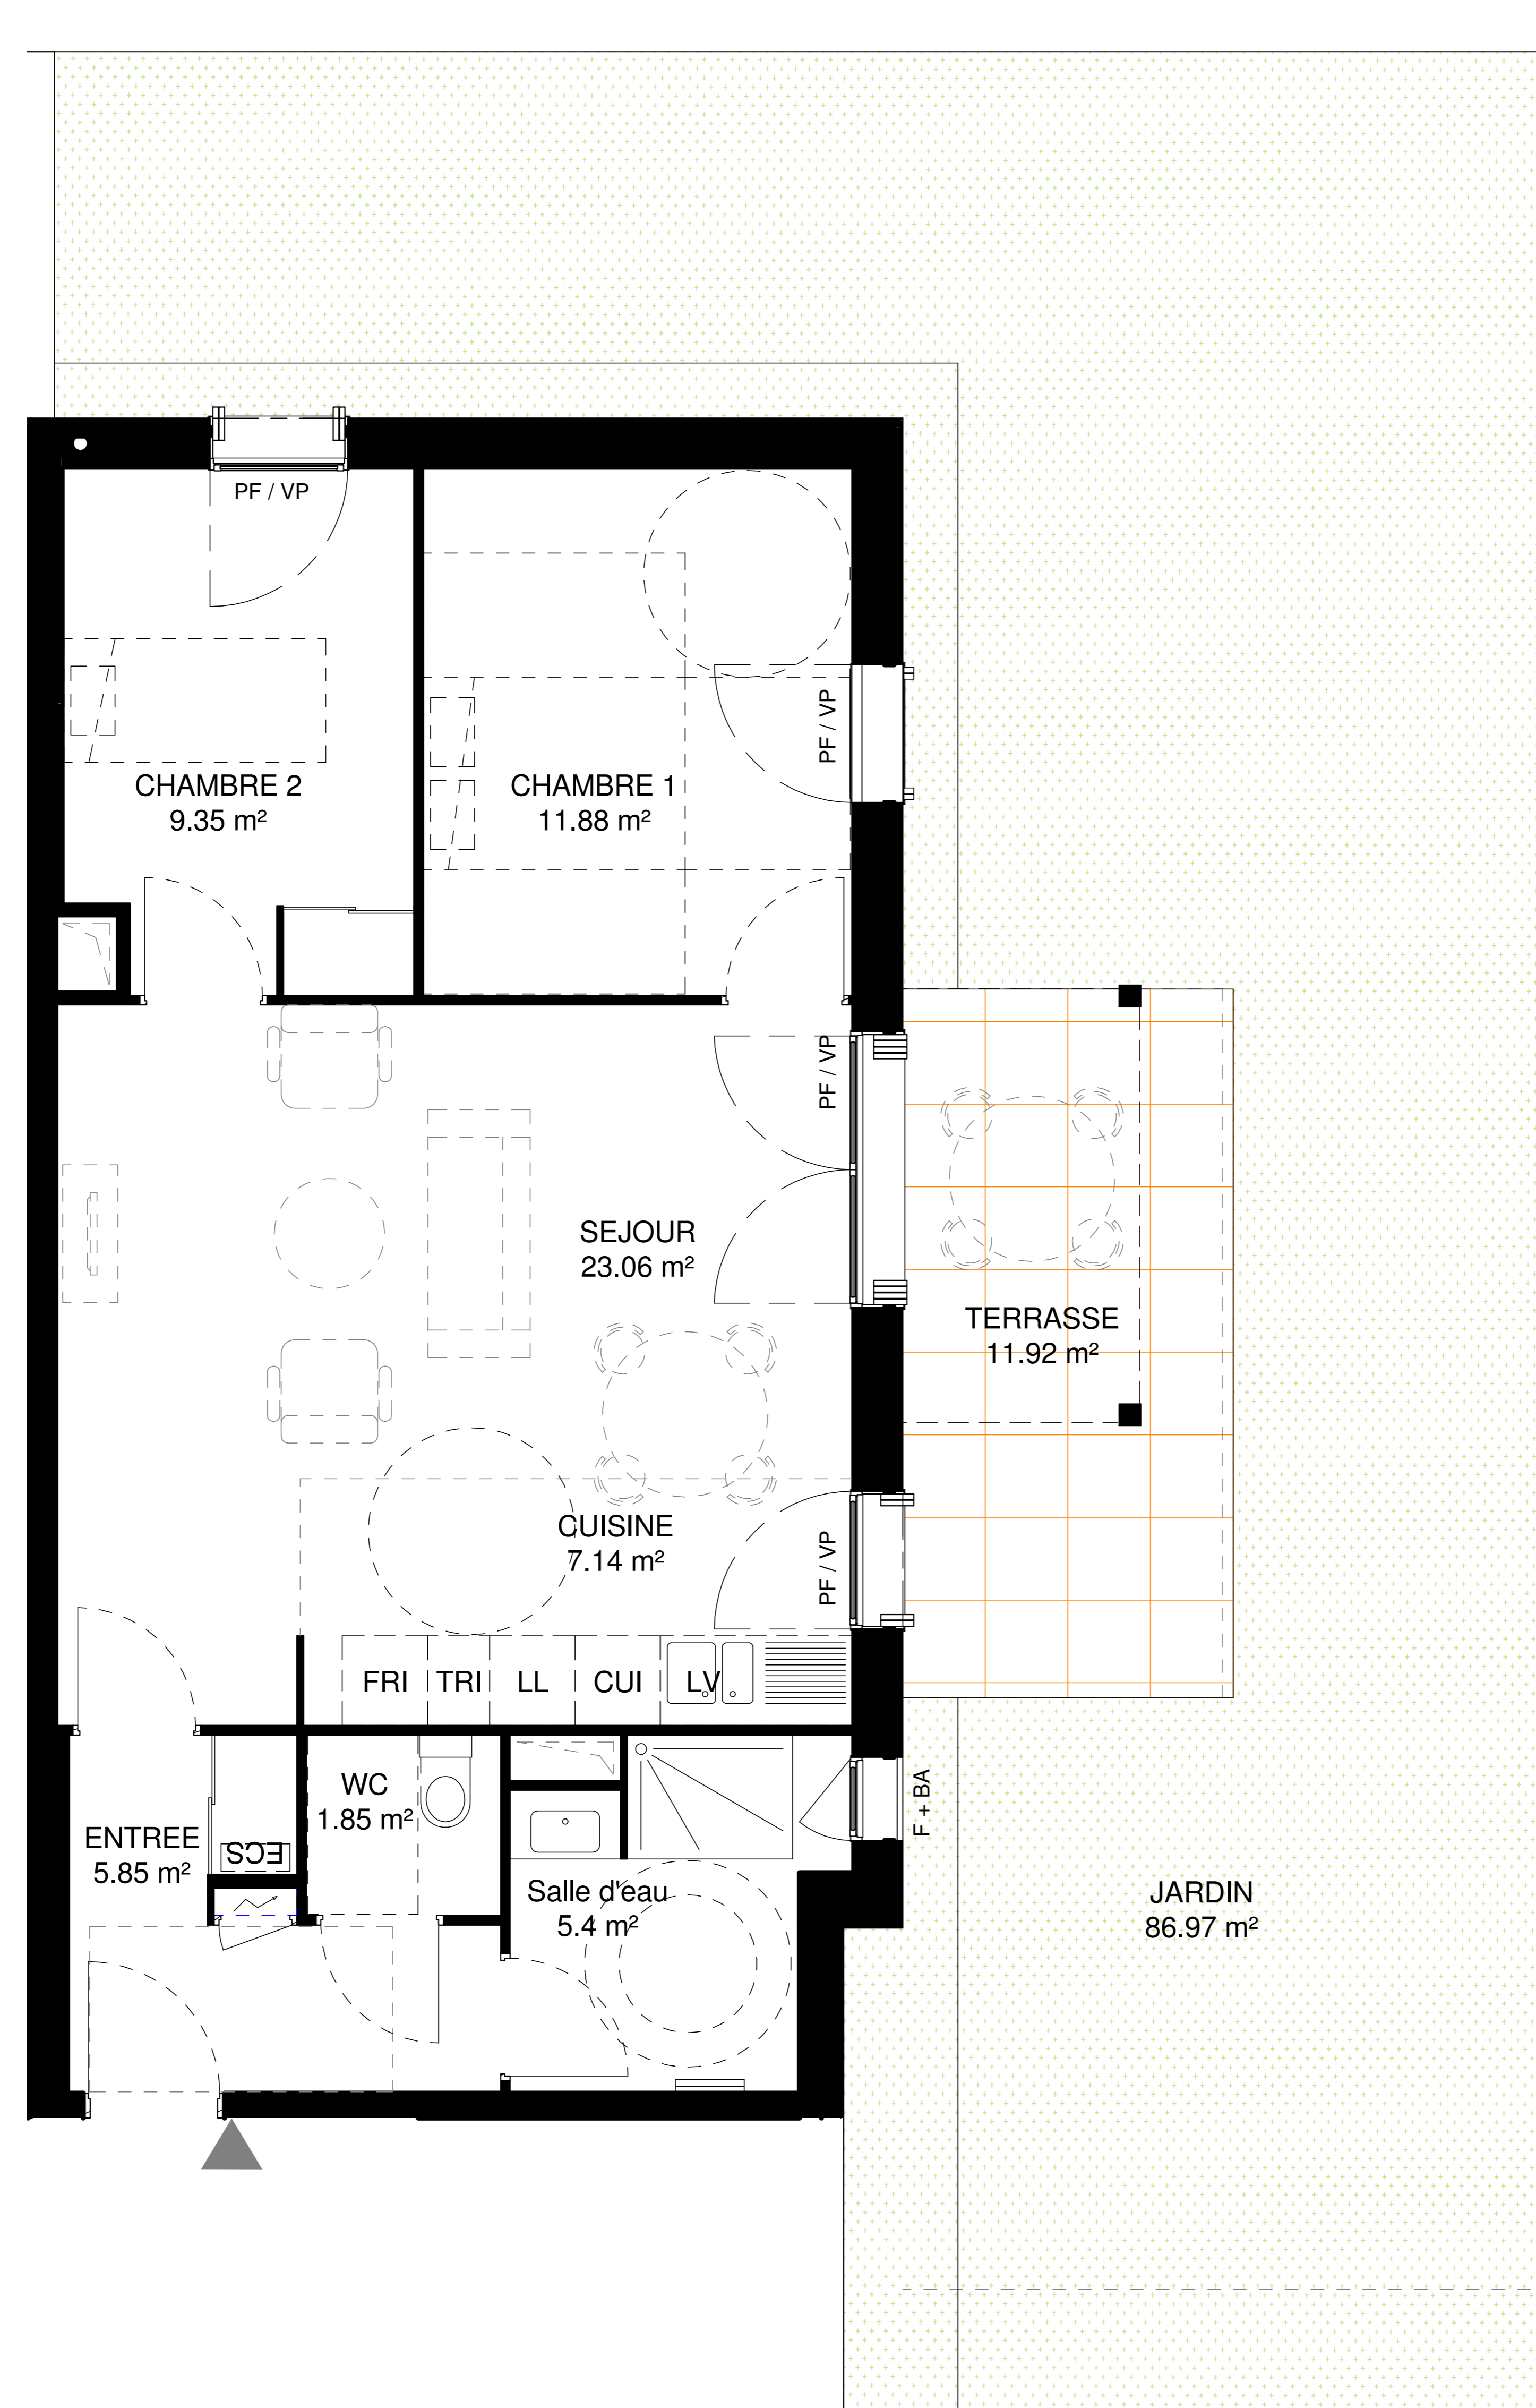 PF / VP
PF / VP
CHAMBRE 2
9.35 m²
CHAMBRE 1
11.88 m²
PF / VP
SEJOUR
23.06 m²
TERRASSE
11.92 m²
CUISINE
7.14 m²
PF / VP
FRI
TRI
LL
CUI
LV
WC
1.85 m²
F + BA
ENTREE
5.85 m²
ECS
Salle d'eau
5.4 m²
JARDIN
86.97 m²